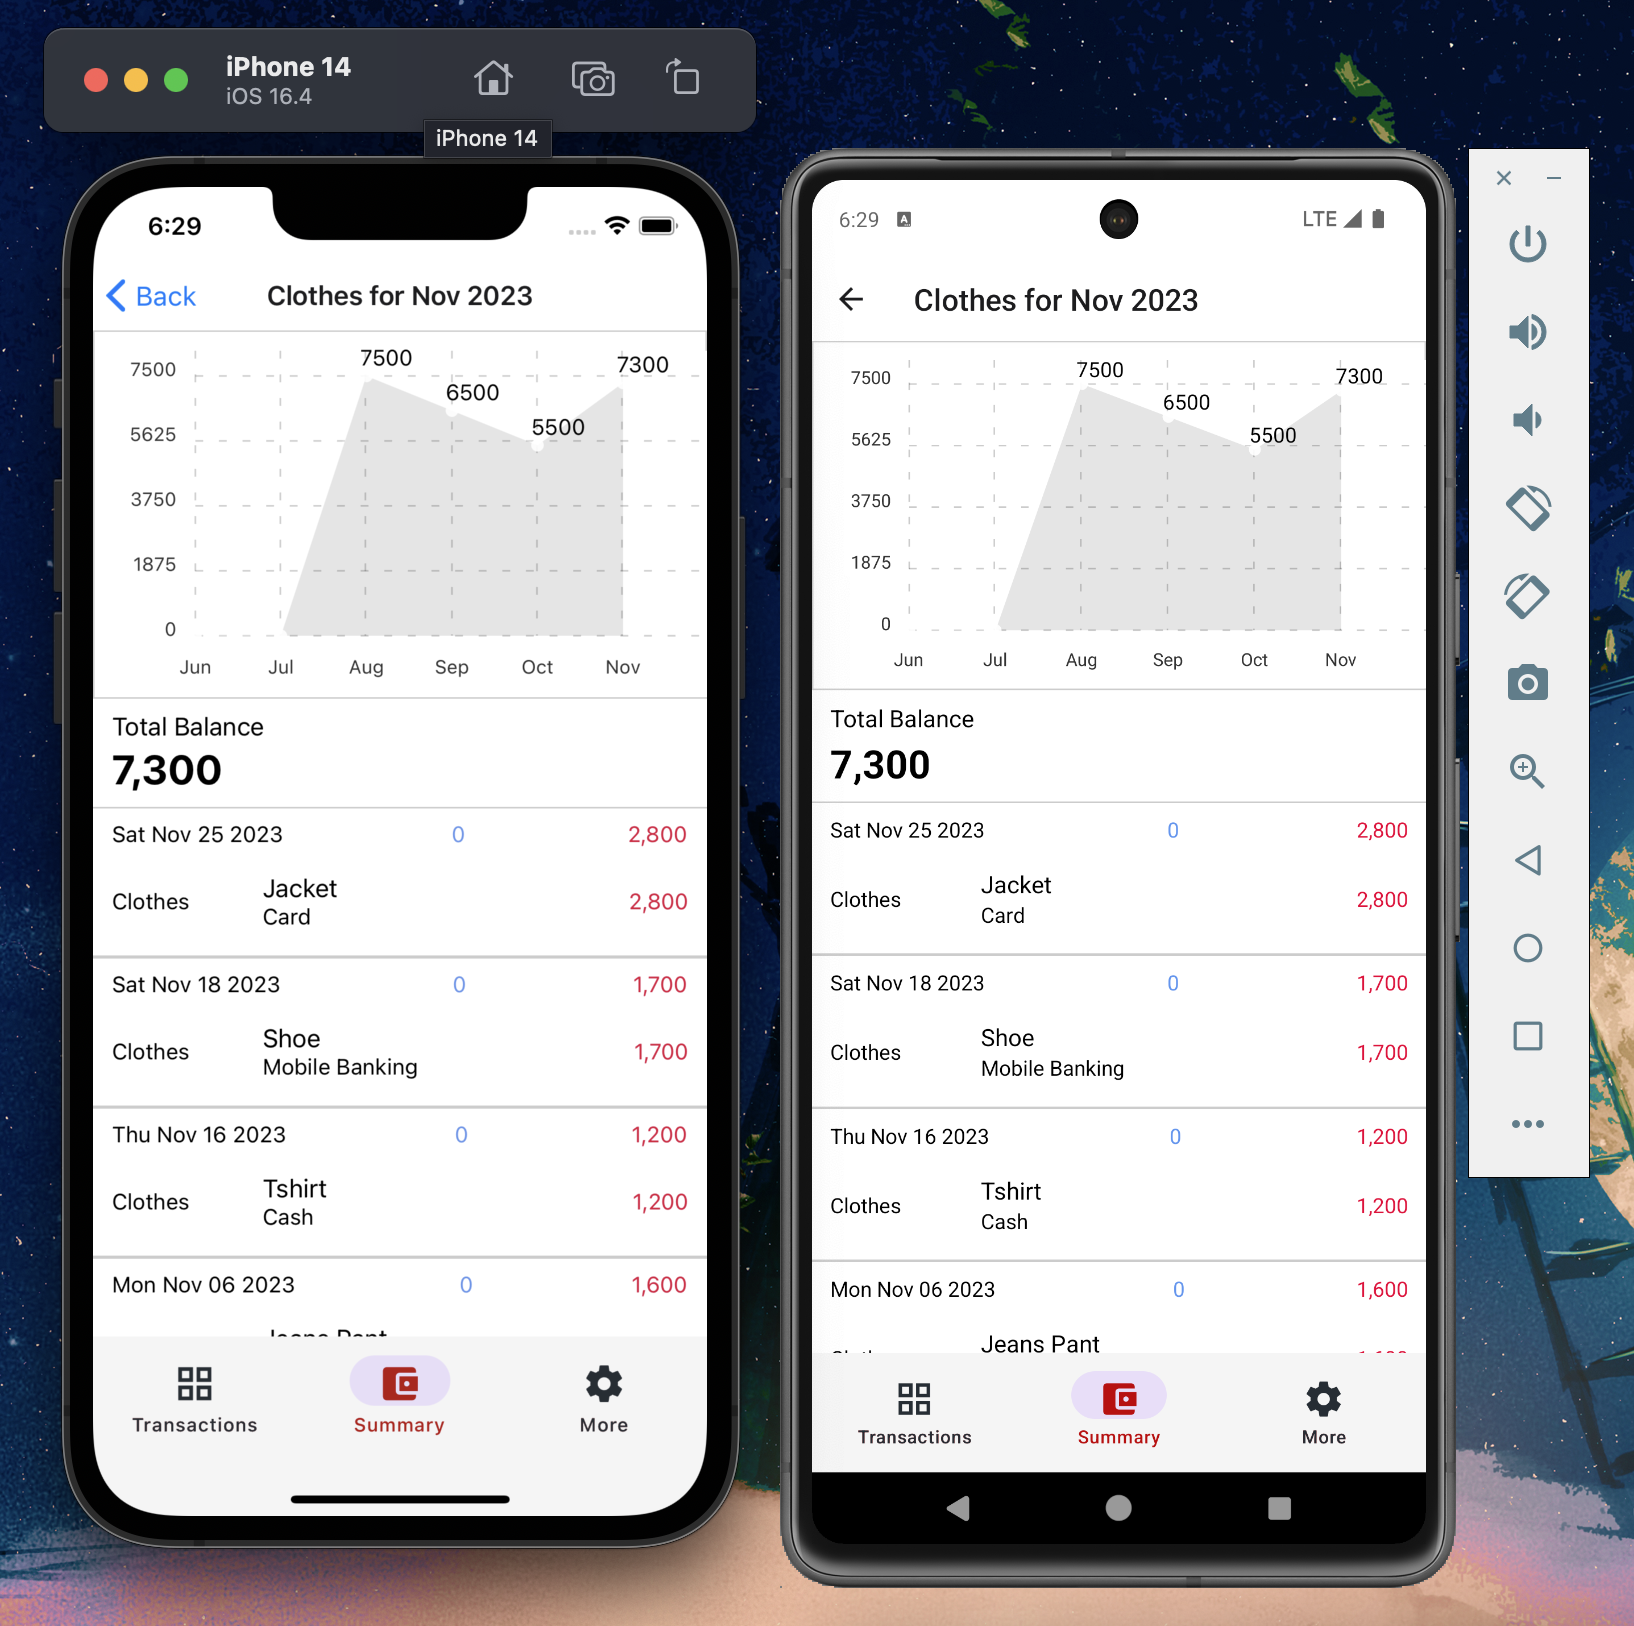 iPhone 14
iOS 16.4
iPhone 14
6:29
Back
Clothes for Nov 2023
7500
5625
3750
1875
0
7500
6500
5500
7300
Jun Jul Aug Sep Oct Nov
Total Balance
7,300
Sat Nov 25 2023 0 2,800
Clothes
Jacket
Card
2,800
Sat Nov 18 2023 0 1,700
Clothes
Shoe
Mobile Banking
1,700
Thu Nov 16 2023 0 1,200
Clothes
Tshirt
Cash
1,200
Mon Nov 06 2023 0 1,600
Jeans Pant
Transactions Summary More
6:29 A LTE
Clothes for Nov 2023
7500
5625
3750
1875
0
7500
6500
5500
7300
Jun Jul Aug Sep Oct Nov
Total Balance
7,300
Sat Nov 25 2023 0 2,800
Clothes
Jacket
Card
2,800
Sat Nov 18 2023 0 1,700
Clothes
Shoe
Mobile Banking
1,700
Thu Nov 16 2023 0 1,200
Clothes
Tshirt
Cash
1,200
Mon Nov 06 2023 0 1,600
Jeans Pant
Transactions Summary More